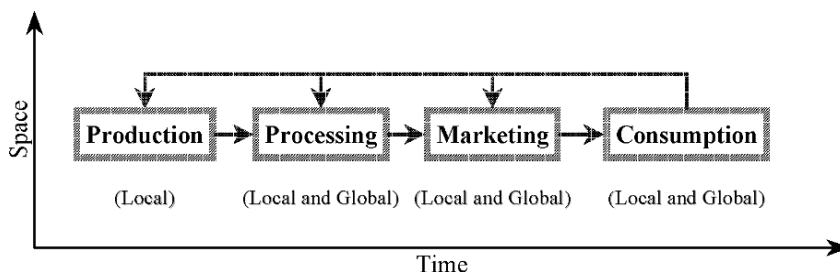 Space
Production
Processing
Marketing
Consumption
(Local)
(Local and Global)
(Local and Global)
(Local and Global)
Time